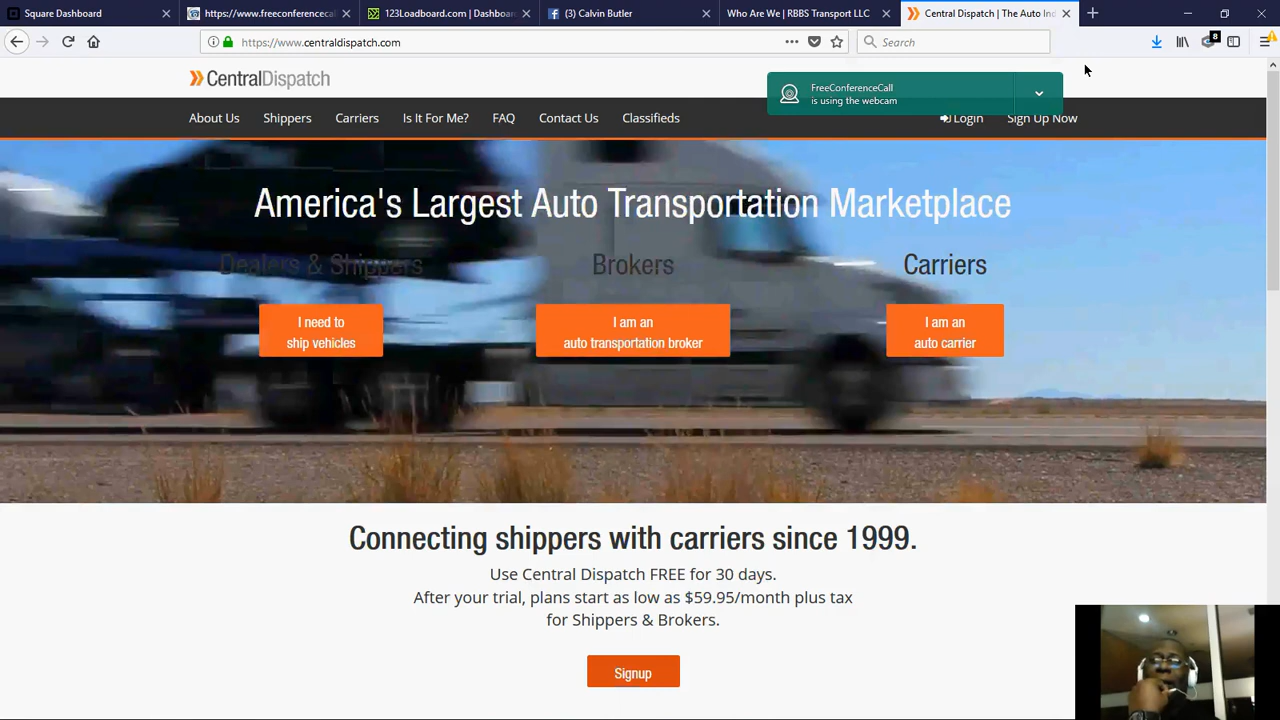 Square Dashboard
https://www.freeconferencecal
123Loadboard.com | Dashboar
(3) Calvin Butler
Who Are We | RBBS Transport LLC
Central Dispatch | The Auto Ind
https://www.centraldispatch.com
Search
8
CentralDispatch
FreeConferenceCall
is using the webcam
About Us
Shippers
Carriers
Is It For Me?
FAQ
Contact Us
Classifieds
Login
Sign Up Now
America's Largest Auto Transportation Marketplace
Dealers & Shippers
Brokers
Carriers
I need to
ship vehicles
I am an
auto transportation broker
I am an
auto carrier
Connecting shippers with carriers since 1999.
Use Central Dispatch FREE for 30 days.
After your trial, plans start as low as $59.95/month plus tax
for Shippers & Brokers.
Signup